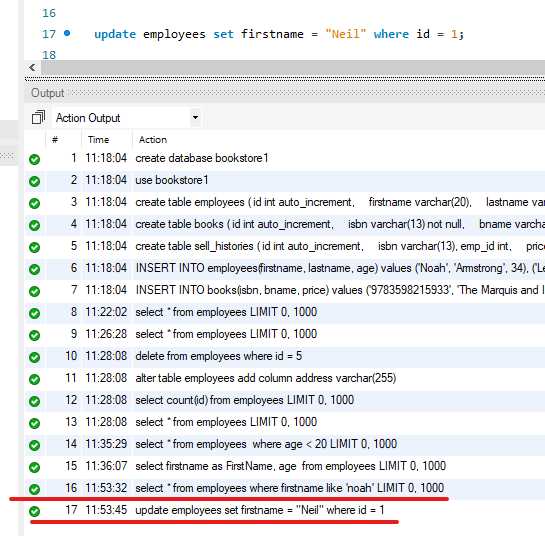 16
17 update employees set firstname = "Neil" where id = 1;
18
Output
Action Output
# Time Action
1 11:18:04 create database bookstore1
2 11:18:04 use bookstore1
3 11:18:04 create table employees ( id int auto_increment, firstname varchar(20), lastname var
4 11:18:04 create table books ( id int auto_increment, isbn varchar(13) not null, bname varcha
5 11:18:04 create table sell_histories ( id int auto_increment, isbn varchar(13), emp_id int, price
6 11:18:04 INSERT INTO employees(firstname, lastname, age) values ('Noah', 'Armstrong', 34), ('Le
7 11:18:04 INSERT INTO books(isbn, bname, price) values ('9783598215933', 'The Marquis and I
8 11:22:02 select * from employees LIMIT 0, 1000
9 11:26:28 select * from employees LIMIT 0, 1000
10 11:28:08 delete from employees where id = 5
11 11:28:08 alter table employees add column address varchar(255)
12 11:28:08 select count(id) from employees LIMIT 0, 1000
13 11:28:08 select * from employees LIMIT 0, 1000
14 11:35:29 select * from employees where age < 20 LIMIT 0, 1000
15 11:36:07 select firstname as FirstName, age from employees LIMIT 0, 1000
16 11:53:32 select * from employees where firstname like 'noah' LIMIT 0, 1000
17 11:53:45 update employees set firstname = "Neil" where id = 1